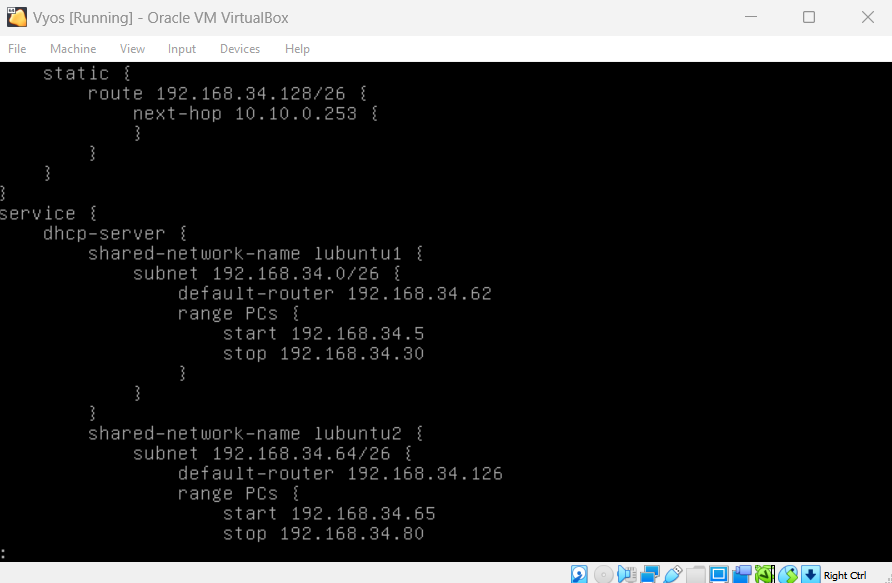 Vyos [Running] - Oracle VM VirtualBox
File Machine View Input Devices Help
static {
route 192.168.34.128/26 {
next-hop 10.10.0.253 {
}
}
}
}
service {
dhcp-server {
shared-network-name lubuntu1 {
subnet 192.168.34.0/26 {
default-router 192.168.34.62
range PCs {
start 192.168.34.5
stop 192.168.34.30
}
}
}
shared-network-name lubuntu2 {
subnet 192.168.34.64/26 {
default-router 192.168.34.126
range PCs {
start 192.168.34.65
stop 192.168.34.80
:
Right Ctrl